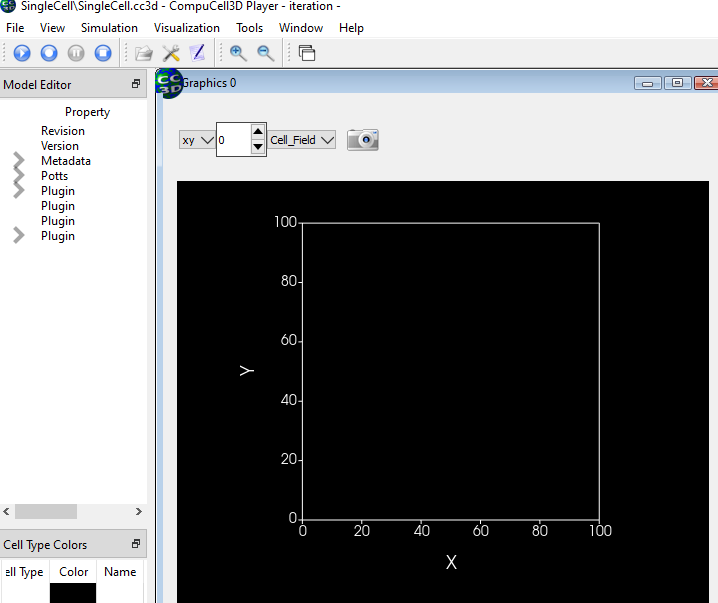 SingleCell\SingleCell.cc3d - CompuCell3D Player - iteration -
File View Simulation Visualization Tools Window Help
Model Editor
Property
Revision
Version
Metadata
Potts
Plugin
Plugin
Plugin
Plugin
Cell Type Colors
ell Type Color Name
CC
3D
Graphics 0
xy 0 Cell_Field
100
80
60
40
20
0
Y
0 20 40 60 80 100
X